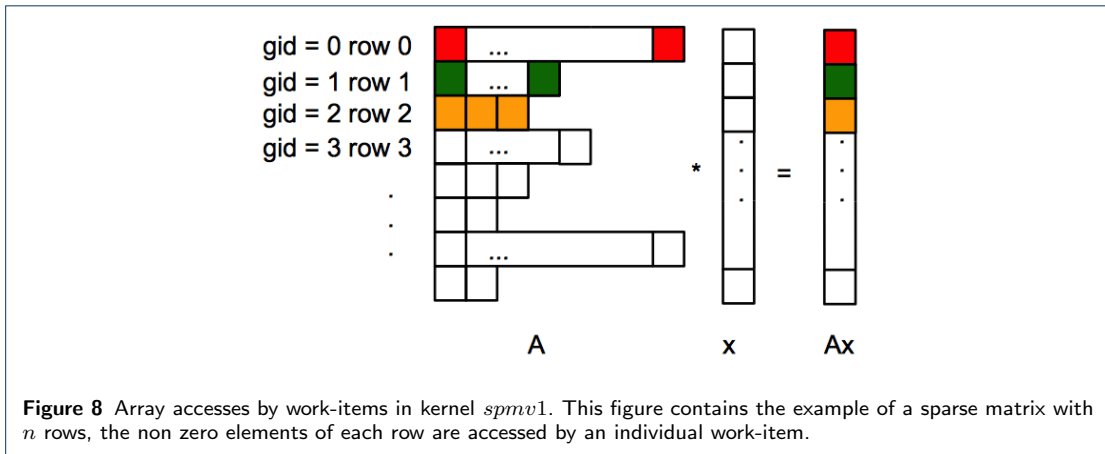 gid = 0 row 0
...
gid = 1 row 1
...
gid = 2 row 2
gid = 3 row 3
...
.
.
.
* =
.
.
.
.
.
.
...
A x Ax
Figure 8 Array accesses by work-items in kernel spmv1. This figure contains the example of a sparse matrix with
n rows, the non zero elements of each row are accessed by an individual work-item.